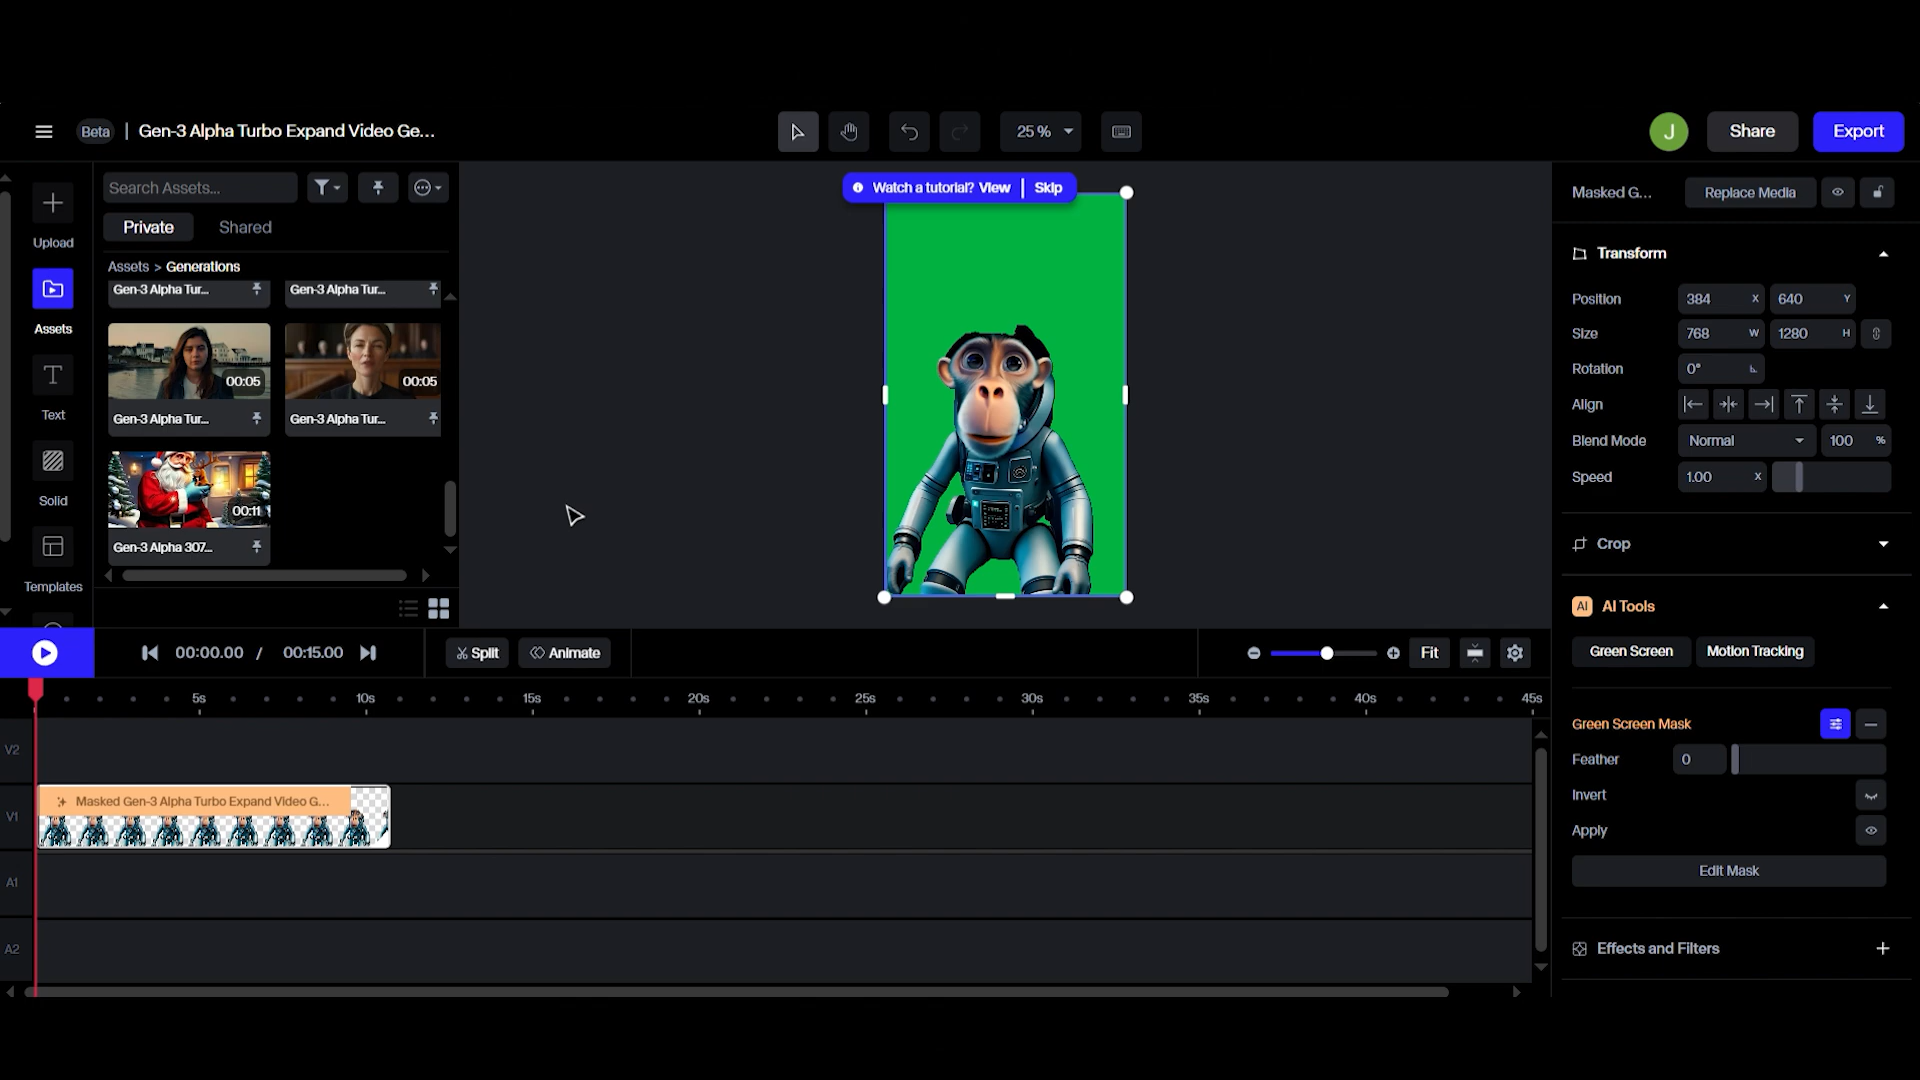 Beta | Gen-3 Alpha Turbo Expand Video Ge...
25 %
J
Share
Export
Search Assets...
Private
Shared
Assets > Generations
Gen-3 Alpha Tur...
Gen-3 Alpha Tur...
00:05
00:05
Gen-3 Alpha Tur...
Gen-3 Alpha Tur...
00:11
Gen-3 Alpha 307...
Upload
Assets
Text
Solid
Templates
Watch a tutorial? View | Skip
Masked G...
Replace Media
Transform
Position 384 X 640 Y
Size 768 W 1280 H
Rotation 0°
Align
Blend Mode Normal 100 %
Speed 1.00 X
Crop
AI AI Tools
Green Screen
Motion Tracking
Green Screen Mask
Feather 0
Invert
Apply
Edit Mask
Effects and Filters
00:00.00 / 00:15.00
Split
Animate
Fit
5s 10s 15s 20s 25s 30s 35s 40s 45s
V2
V1
Masked Gen-3 Alpha Turbo Expand Video G...
A1
A2